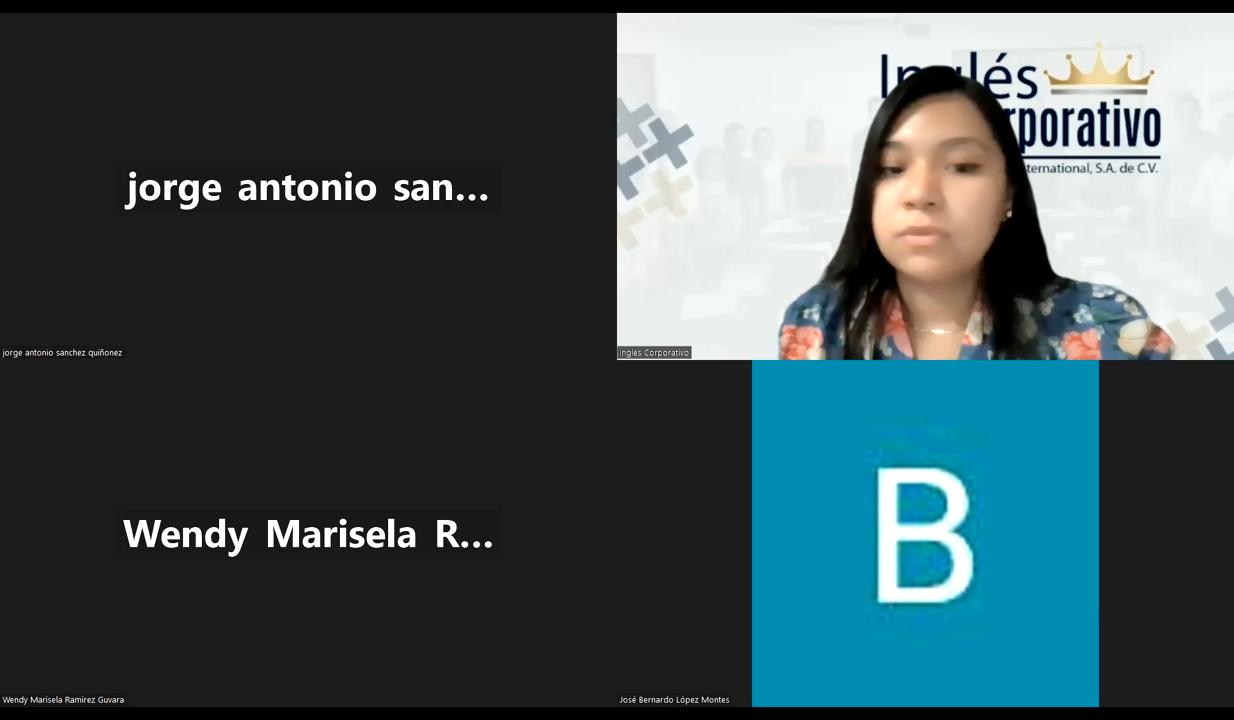 jorge antonio san...
jorge antonio sanchez quiñonez
Inglés
rporativo
ternational, S.A. de C.V.
Ingles Corporativo
Wendy Marisela R...
Wendy Marisela Ramirez Guvara
B
José Bernardo López Montes